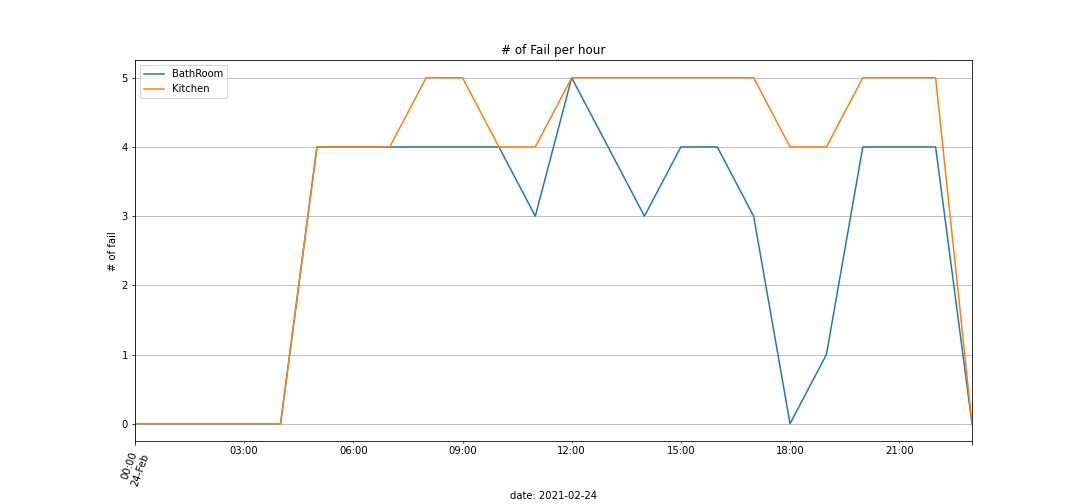 # of Fail per hour
BathRoom
Kitchen
5
4
3
2
1
0
# of fail
00:00
24-Feb
03:00
06:00
09:00
12:00
15:00
18:00
21:00
date: 2021-02-24